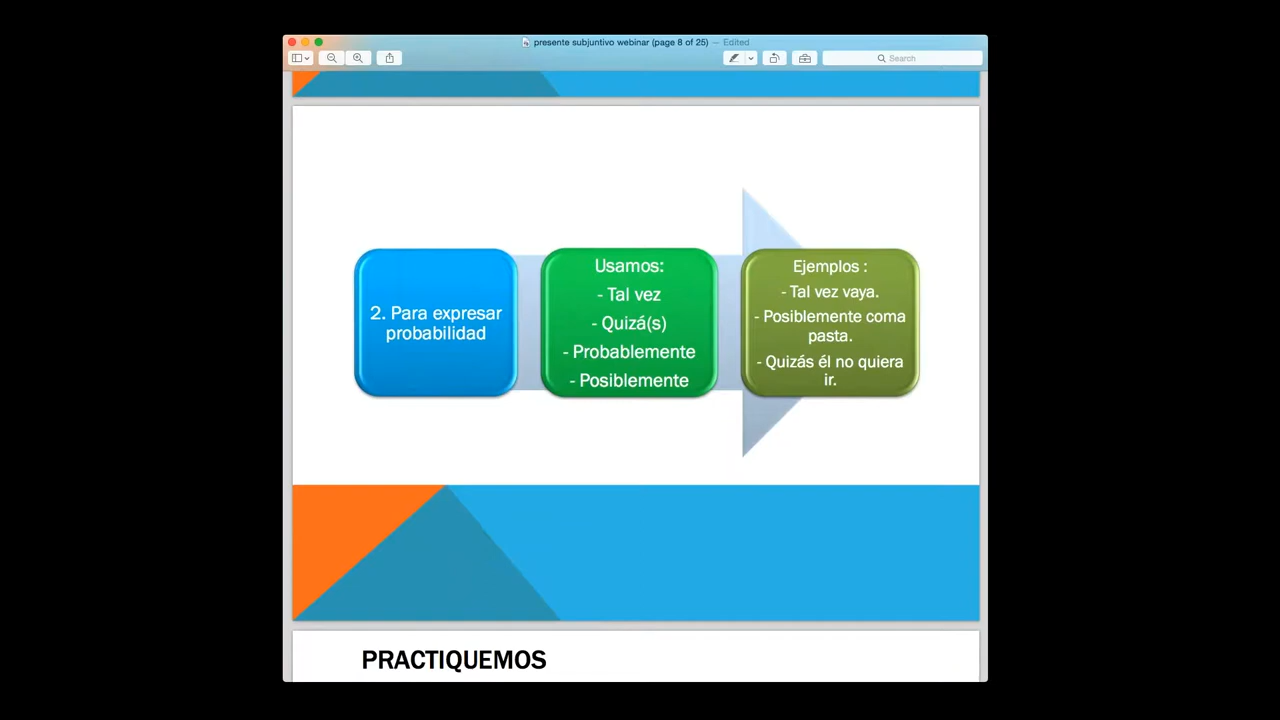 presente subjuntivo webinar (page 8 of 25) — Edited
Search
2. Para expresar
probabilidad
Usamos:
- Tal vez
- Quizá(s)
- Probablemente
- Posiblemente
Ejemplos :
- Tal vez vaya.
- Posiblemente coma
pasta.
- Quizás él no quiera
ir.
PRACTIQUEMOS